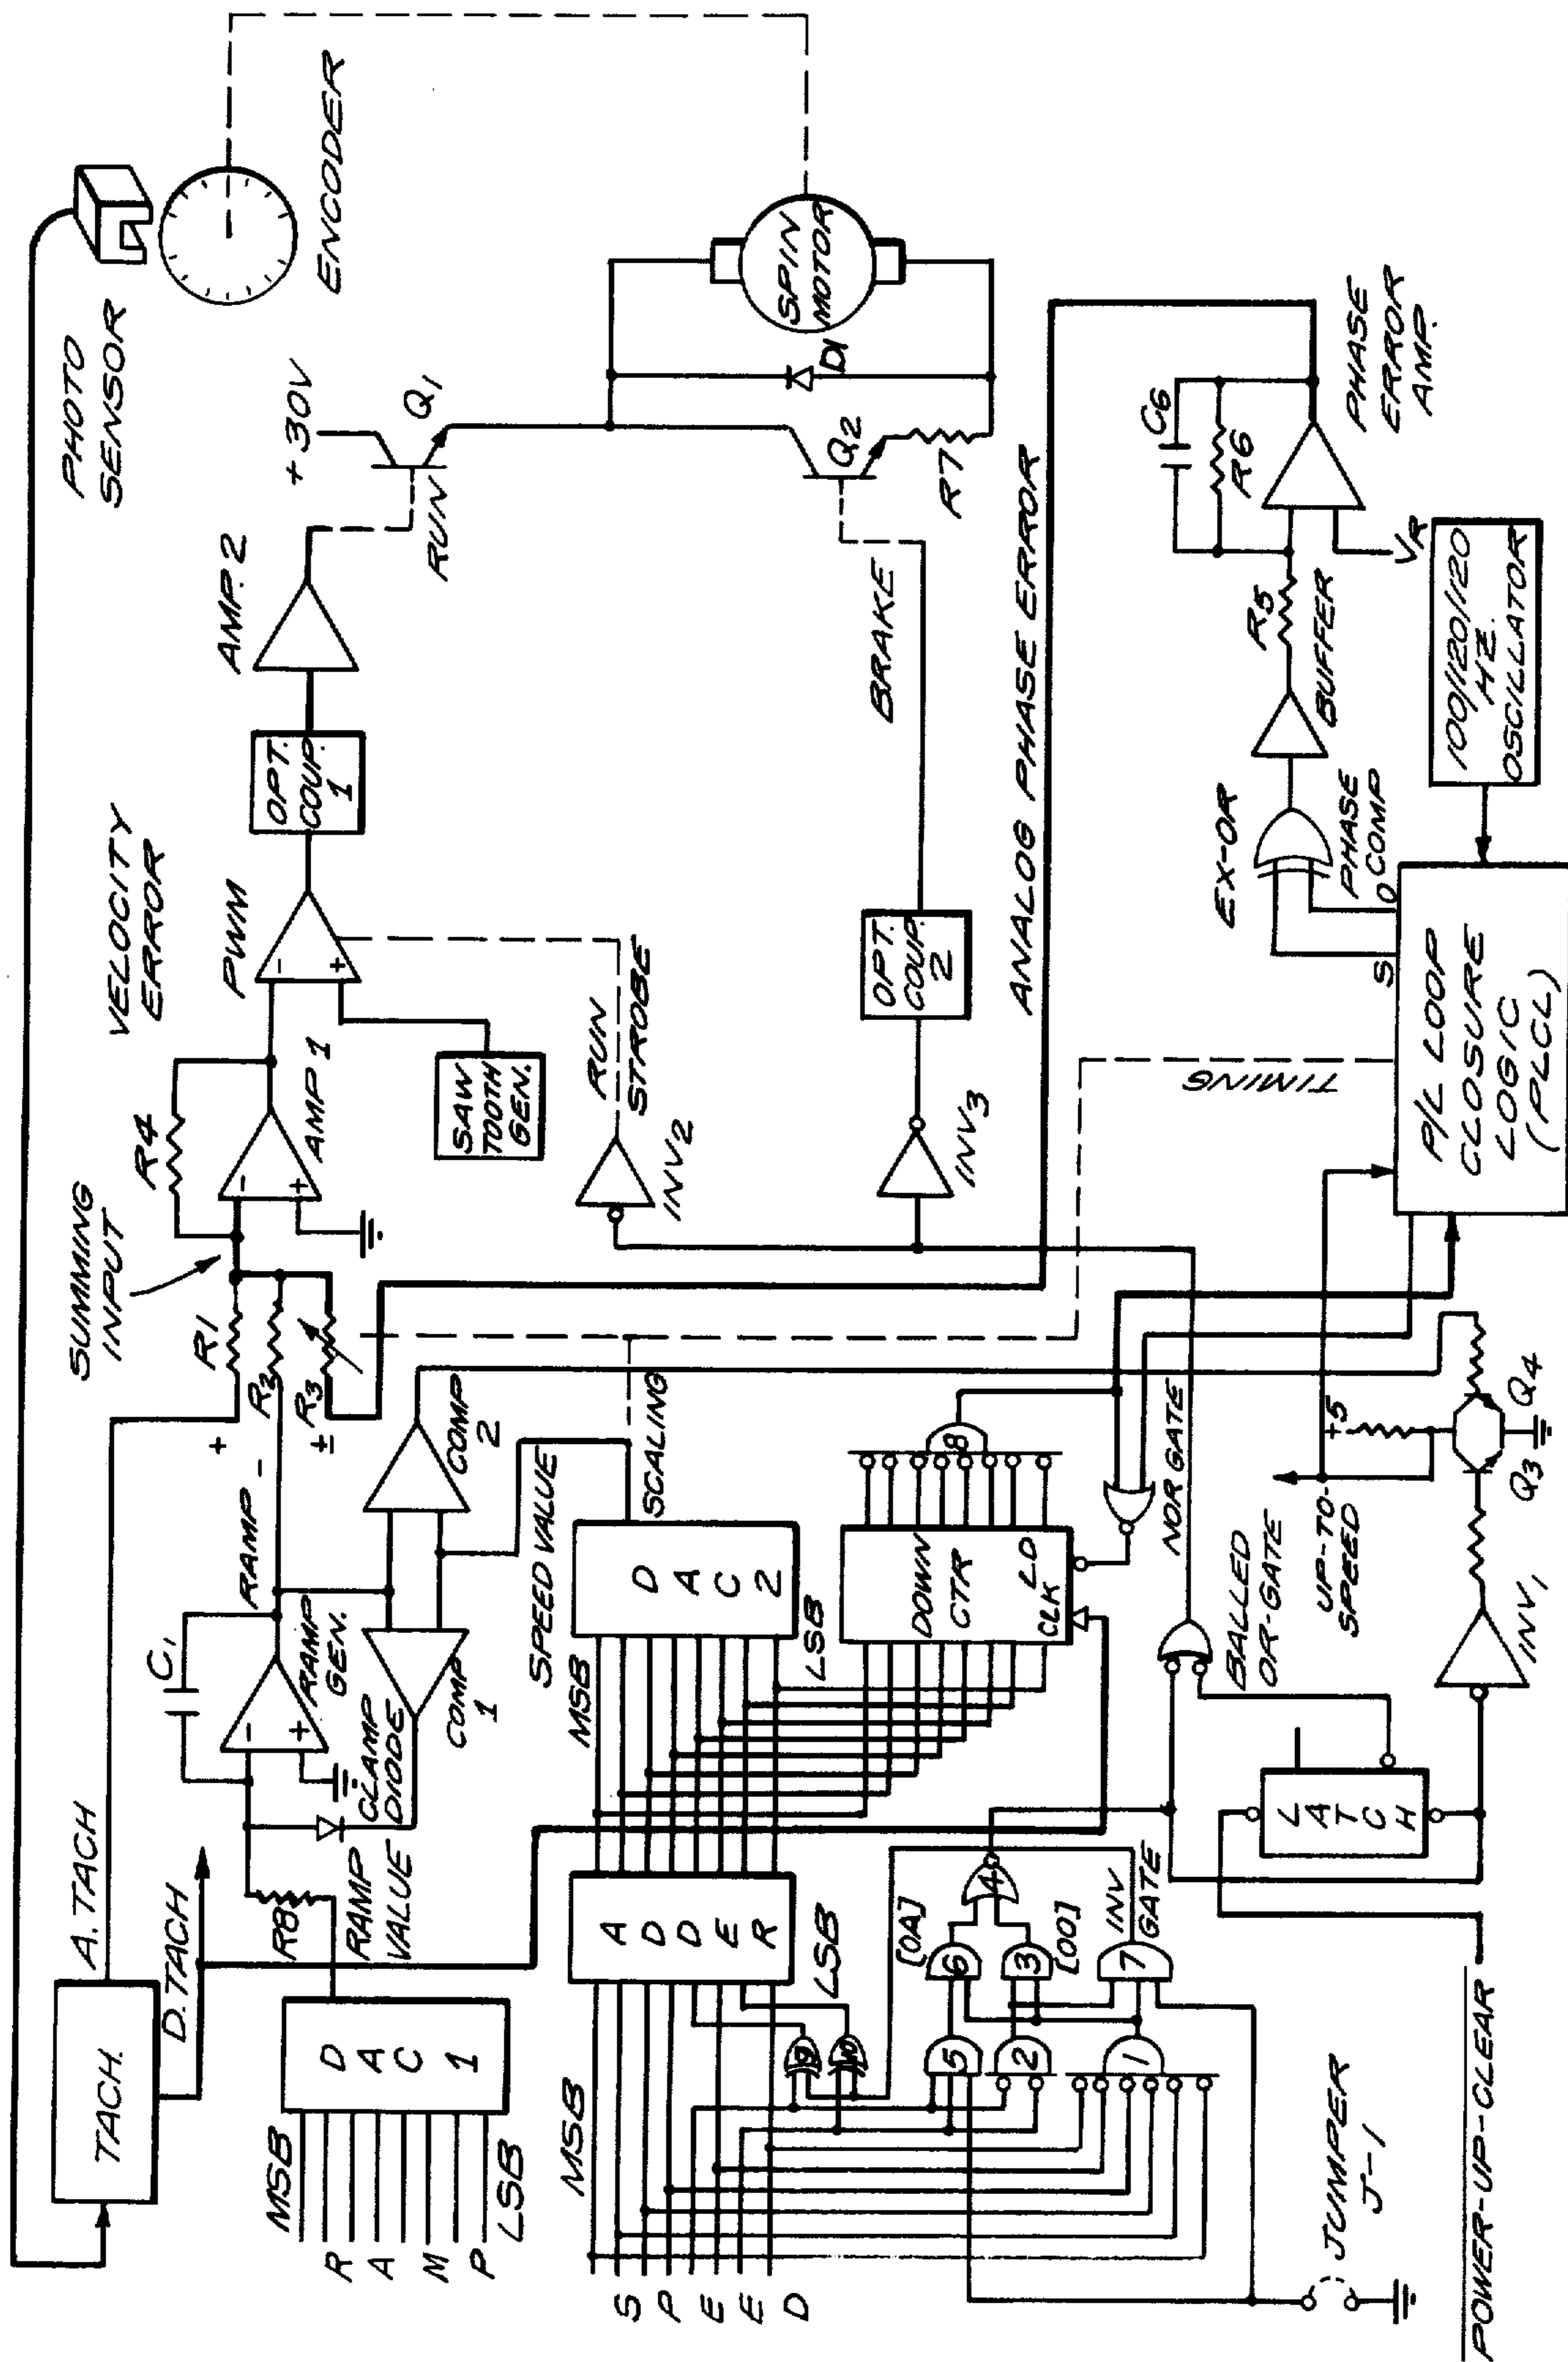 PHOTO
SENSOR
ENCODER
TACH.
A. TACH
D. TACH
MSB
R
A
M
P
LSB
D
A
C
1
R8
RAMP
VALUE
CLAMP
DIODE
C1
RAMP
GEN.
RAMP
COMP
1
COMP
2
SUMMING
INPUT
R1
R2
R3
+
-
±
R4
-
+
AMP 1
VELOCITY
ERROR
PWM
-
+
SAW
TOOTH
GEN.
OPT.
COUP.
1
AMP. 2
+30V
Q1
RUN
SPIN
MOTOR
D1
Q2
R7
BRAKE
OPT.
COUP.
2
RUN
STROBE
INV2
INV3
ANALOG PHASE ERROR
TIMING
SPEED VALUE
SCALING
MSB
S
P
E
E
D
A
D
D
E
R
LSB
MSB
D
A
C
2
LSB
DOWN
CTR
LD
CLK
8
9
10
5
2
1
6
3
7
4
[OA]
[OO]
INV
GATE
NOR GATE
BALLED
OR-GATE
JUMPER
J-1
POWER-UP-CLEAR
L
A
T
C
H
INV1
UP-TO-
SPEED
+5
Q3
Q4
P/L LOOP
CLOSURE
LOGIC
(PLCL)
S
O
EX-OR
PHASE
COMP
BUFFER
R5
C6
R6
VR
PHASE
ERROR
AMP.
100/120/1120
HZ.
OSCILLATOR